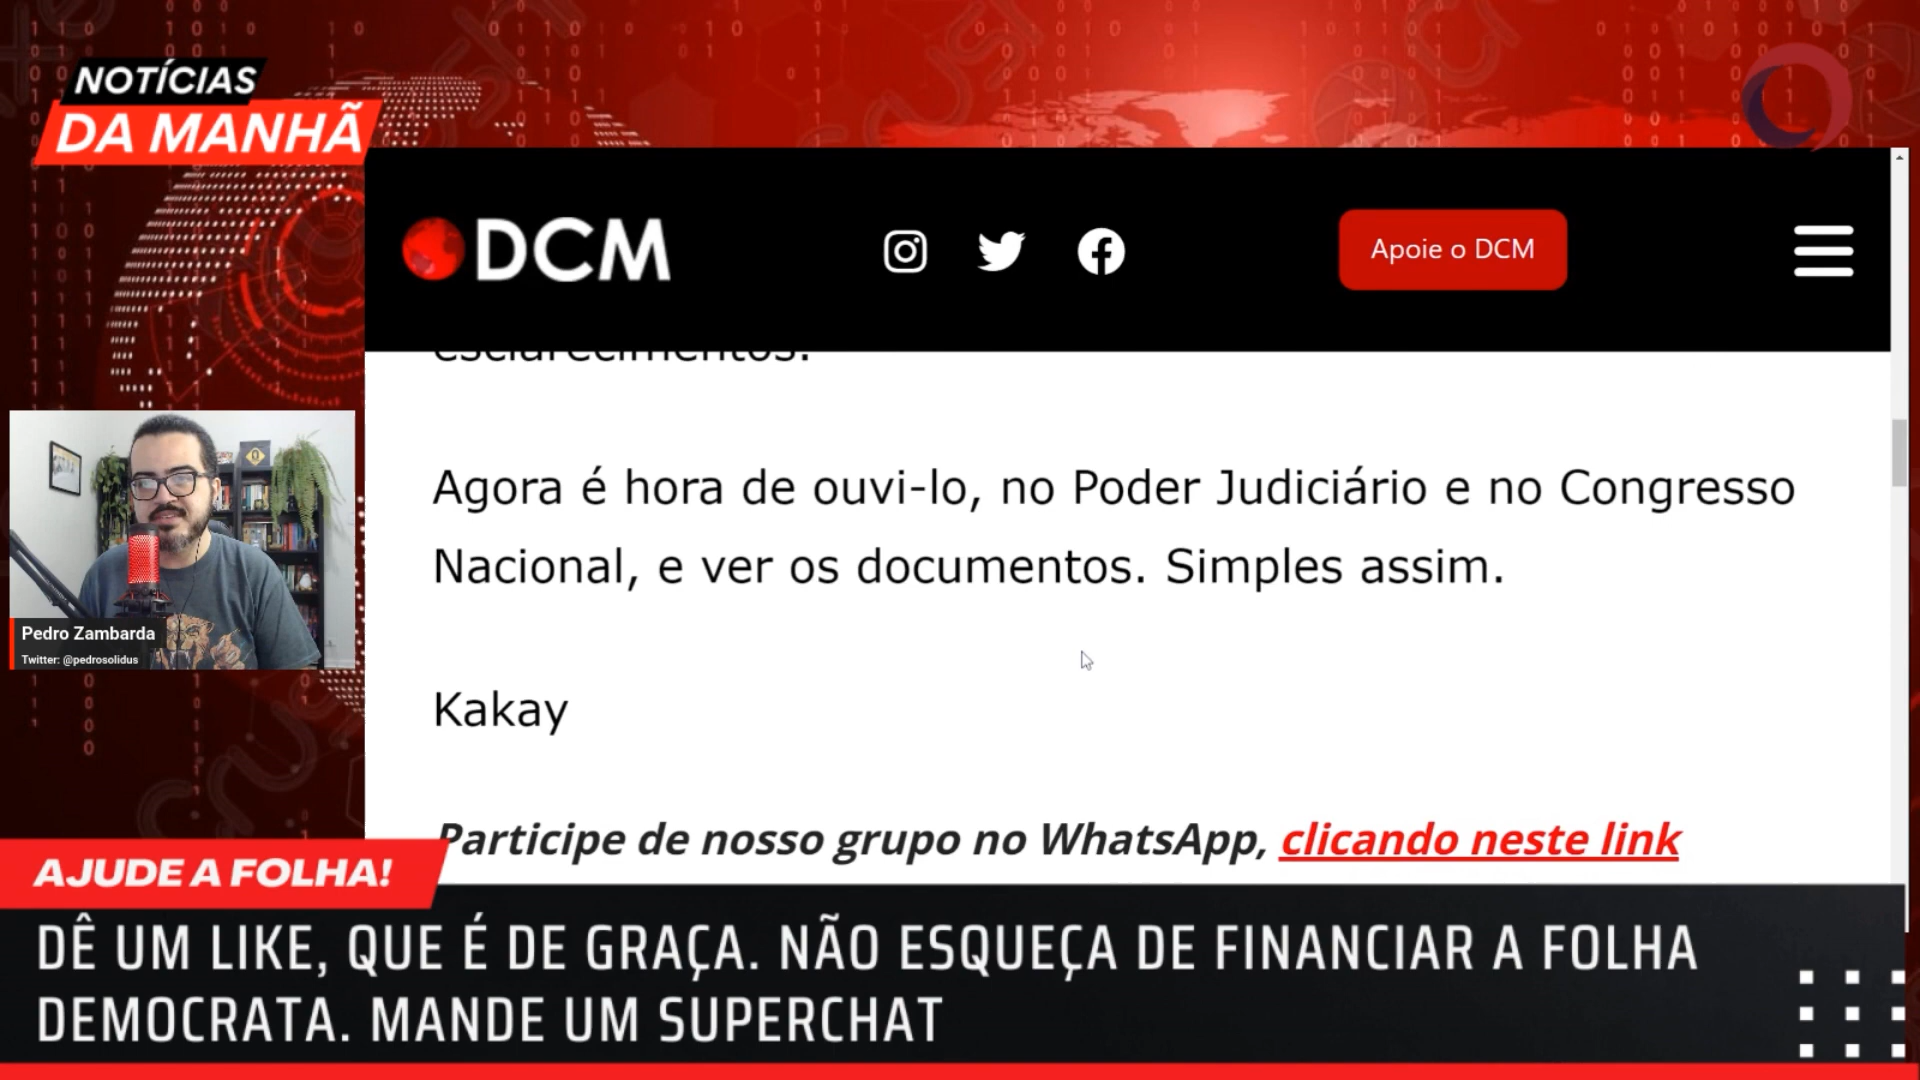 NOTÍCIAS
DA MANHÃ
DCM
Apoie o DCM
esclarecimentos.
Agora é hora de ouvi-lo, no Poder Judiciário e no Congresso
Nacional, e ver os documentos. Simples assim.
Kakay
Participe de nosso grupo no WhatsApp, clicando neste link
Pedro Zambarda
Twitter: @pedrosolidus
AJUDE A FOLHA!
DÊ UM LIKE, QUE É DE GRAÇA. NÃO ESQUEÇA DE FINANCIAR A FOLHA
DEMOCRATA. MANDE UM SUPERCHAT